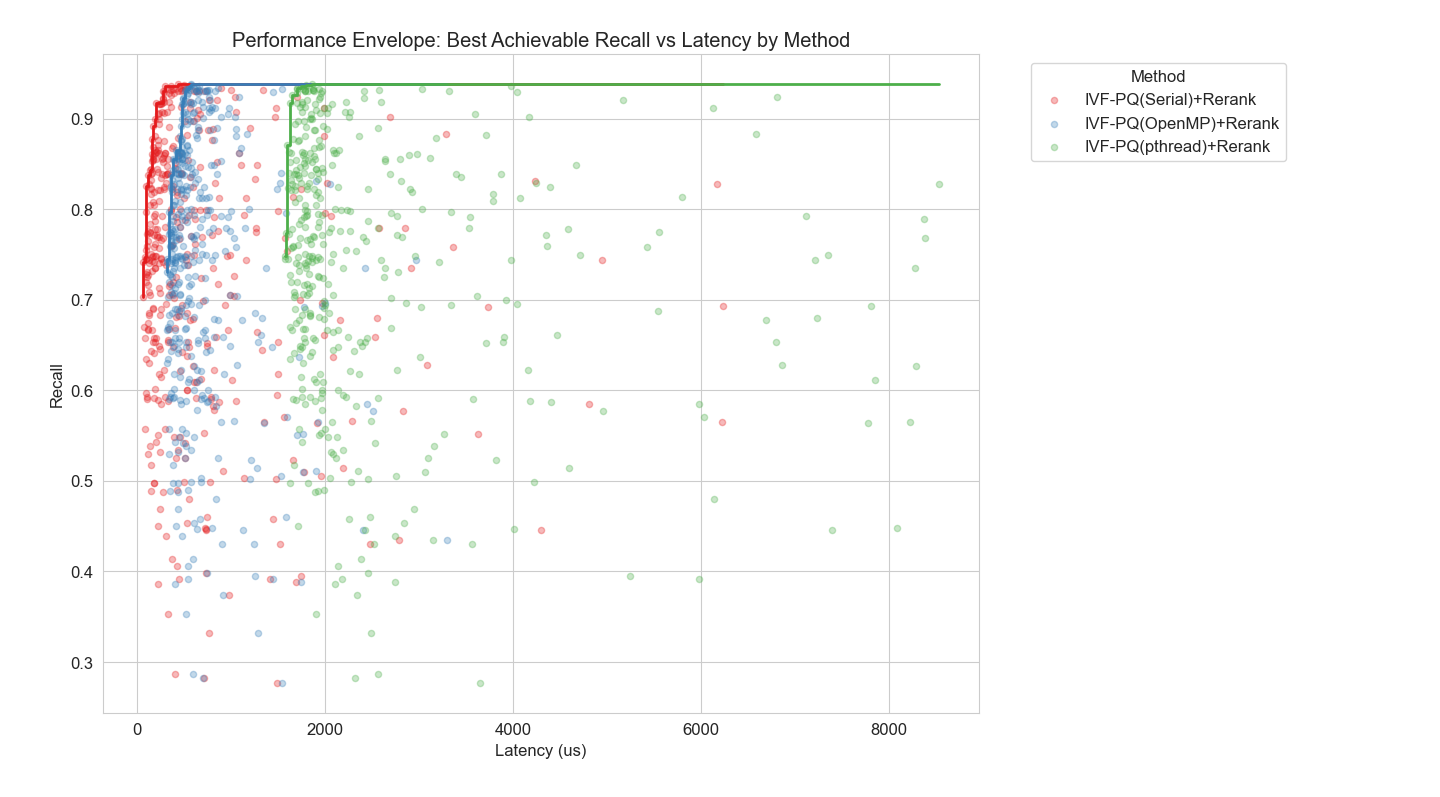 Performance Envelope: Best Achievable Recall vs Latency by Method
Method
IVF-PQ(Serial)+Rerank
IVF-PQ(OpenMP)+Rerank
IVF-PQ(pthread)+Rerank
Recall
0.9
0.8
0.7
0.6
0.5
0.4
0.3
0
2000
4000
6000
8000
Latency (us)